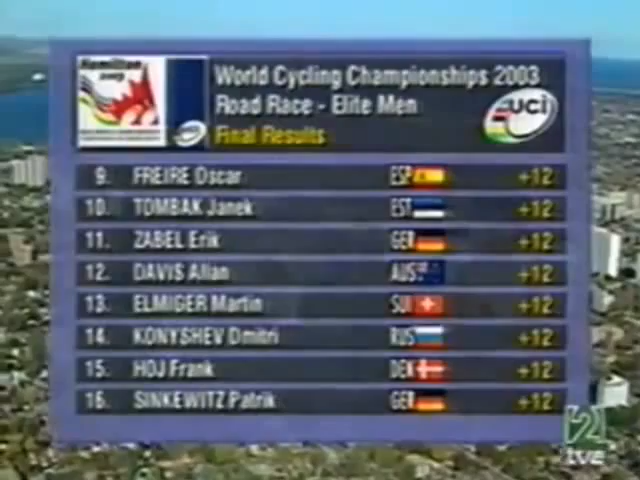 Hamilton
2003
World Cycling Championships 2003
Road Race - Elite Men
Final Results
UCI
9. FREIRE Oscar ESP +12
10. TOMBAK Janek EST +12
11. ZABEL Erik GER +12
12. DAVIS Allan AUS +12
13. ELMIGER Martin SUI +12
14. KONYSHEV Dmitri RUS +12
15. HOJ Frank DEN +12
16. SINKEWITZ Patrik GER +12
2
tve